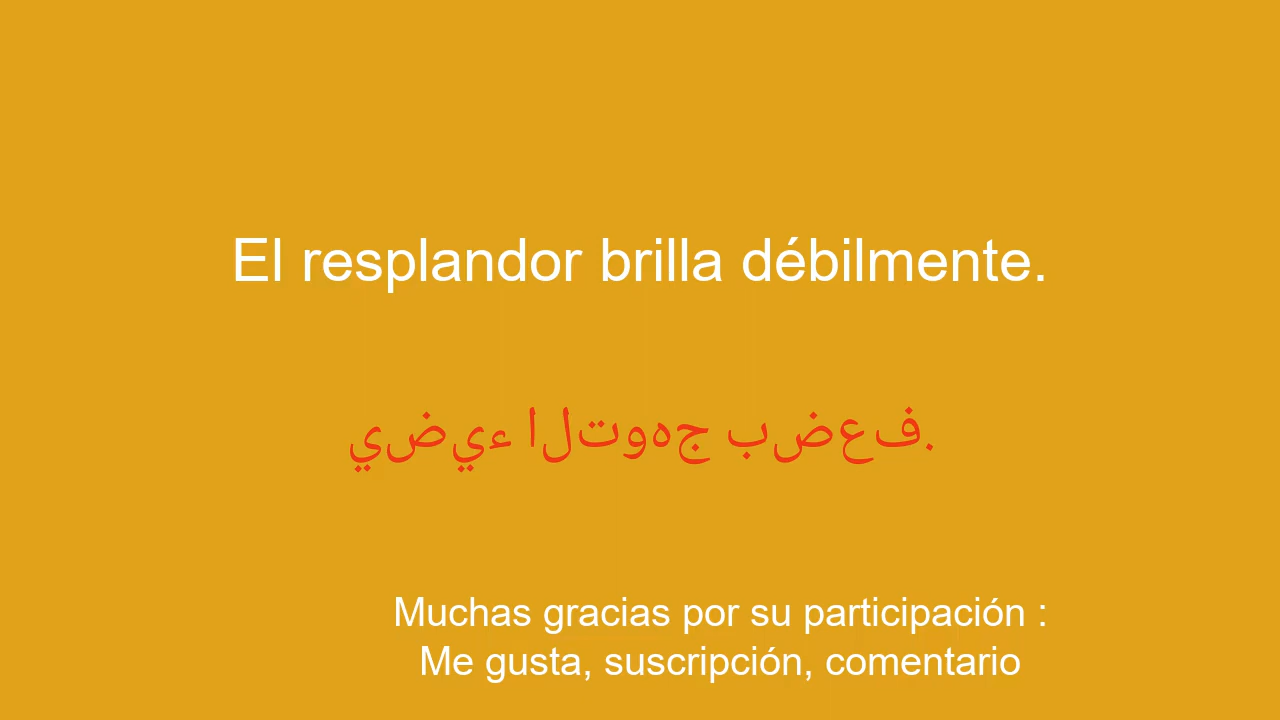 El resplandor brilla débilmente.
يضيء التوهج بضعف.
Muchas gracias por su participación :
Me gusta, suscripción, comentario